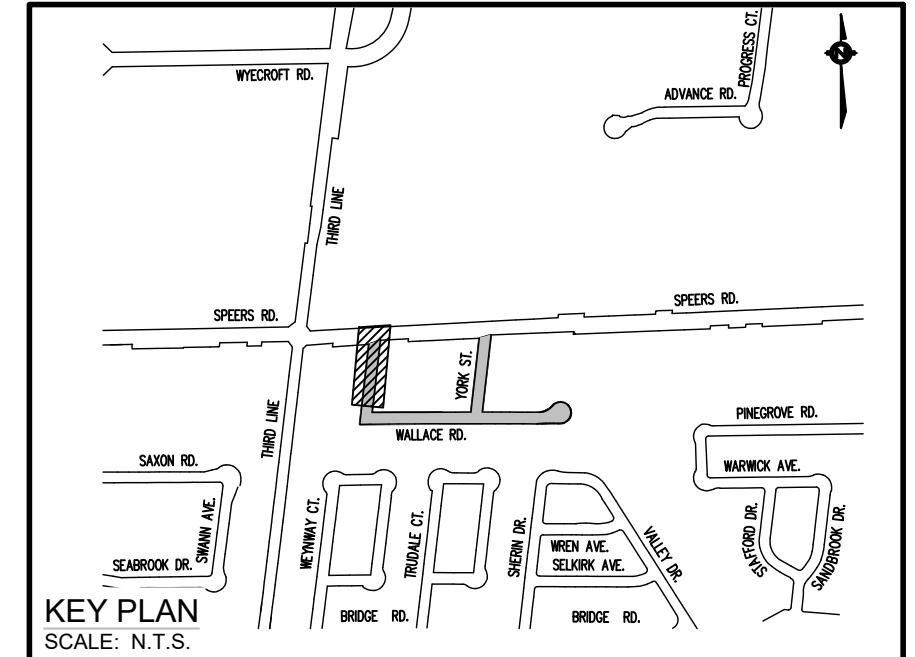 WYECROFT RD.
PROGRESS CT.
N
ADVANCE RD.
THIRD LINE
SPEERS RD.
SPEERS RD.
YORK ST.
WALLACE RD.
THIRD LINE
PINEGROVE RD.
SAXON RD.
WARWICK AVE.
SWANN AVE.
WEYNWAY CT.
TRUDALE CT.
SHERIN DR.
VALLEY DR.
STAFFORD DR.
SANDBROOK DR.
WREN AVE.
SEABROOK DR.
SELKIRK AVE.
BRIDGE RD.
BRIDGE RD.
KEY PLAN
SCALE: N.T.S.